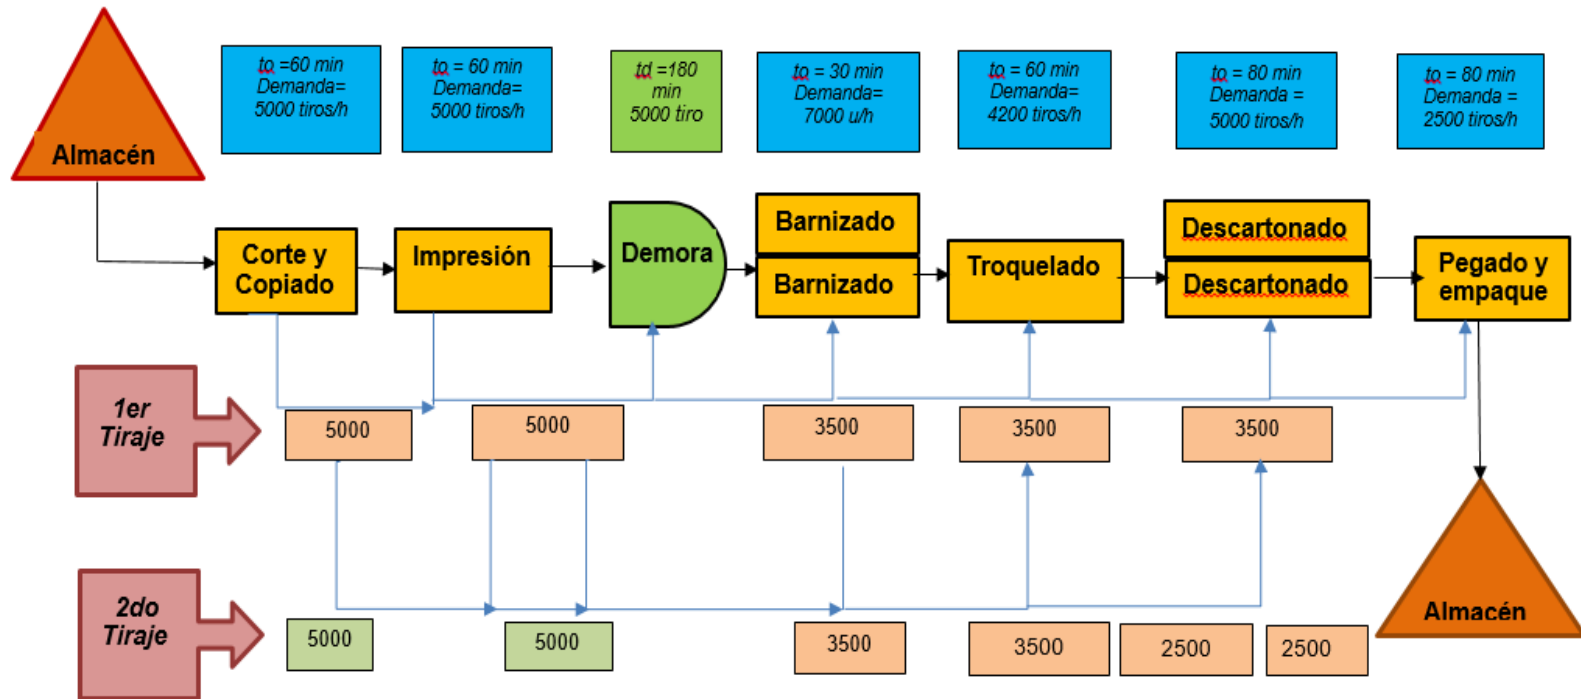 to =60 min
Demanda=
5000 tiros/h
to = 60 min
Demanda=
5000 tiros/h
td =180
min
5000 tiro
to = 30 min
Demanda=
7000 u/h
to = 60 min
Demanda=
4200 tiros/h
to = 80 min
Demanda =
5000 tiros/h
to = 80 min
Demanda =
2500 tiros/h
Almacén
Corte y
Copiado
Impresión
Demora
Barnizado
Barnizado
Troquelado
Descartonado
Descartonado
Pegado y
empaque
1er
Tiraje
5000
5000
3500
3500
3500
2do
Tiraje
5000
5000
3500
3500
2500
2500
Almacén